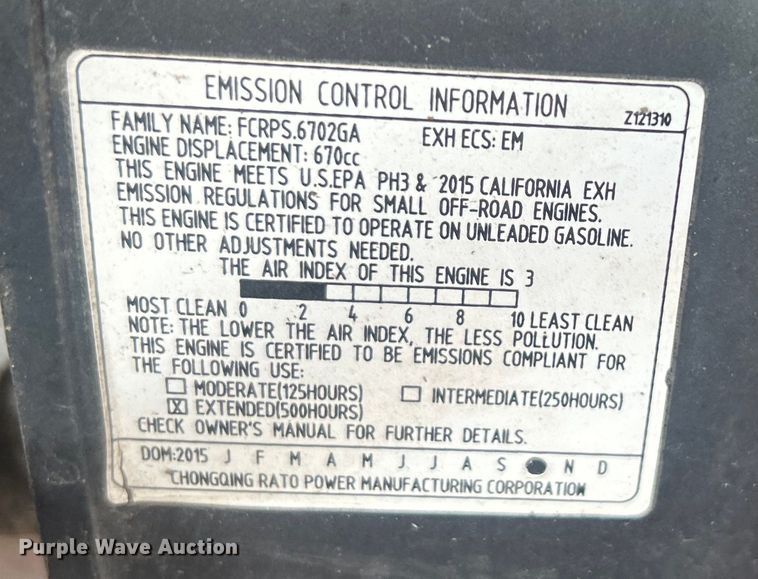 EMISSION CONTROL INFORMATION
Z121310
FAMILY NAME: FCRPS.6702GA EXH ECS: EM
ENGINE DISPLACEMENT: 670cc
THIS ENGINE MEETS U.S.EPA PH3 & 2015 CALIFORNIA EXH
EMISSION REGULATIONS FOR SMALL OFF-ROAD ENGINES.
THIS ENGINE IS CERTIFIED TO OPERATE ON UNLEADED GASOLINE.
NO OTHER ADJUSTMENTS NEEDED.
THE AIR INDEX OF THIS ENGINE IS 3
MOST CLEAN 0 2 4 6 8 10 LEAST CLEAN
NOTE: THE LOWER THE AIR INDEX, THE LESS POLLUTION.
THIS ENGINE IS CERTIFIED TO BE EMISSIONS COMPLIANT FOR
THE FOLLOWING USE:
☐ MODERATE(125HOURS) ☐ INTERMEDIATE(250HOURS)
☒ EXTENDED(500HOURS)
CHECK OWNER'S MANUAL FOR FURTHER DETAILS.
DOM:2015 J F M A M J J A S N D
CHONGQING RATO POWER MANUFACTURING CORPORATION
Purple Wave Auction